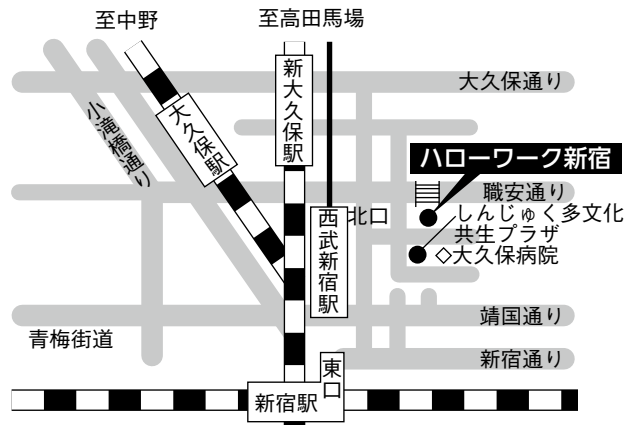 至中野
至高田馬場
大久保通り
小滝橋通り
大久保駅
新大久保駅
ハローワーク新宿
職安通り
北口
しんじゅく多文化
共生プラザ
◇大久保病院
西武新宿駅
靖国通り
青梅街道
新宿通り
東口
新宿駅